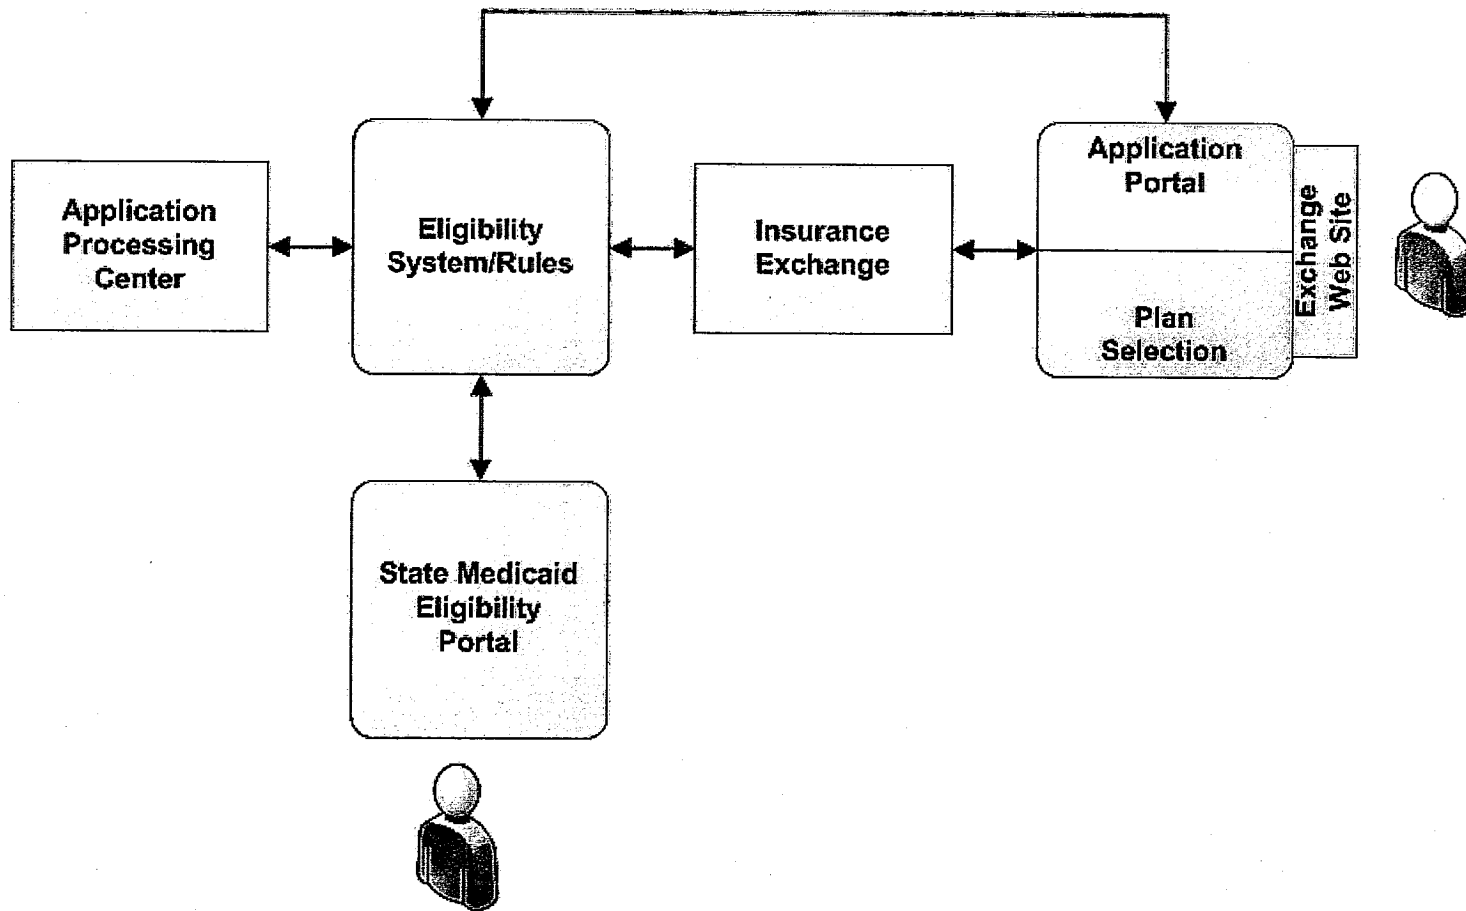 Application
Processing
Center
Eligibility
System/Rules
Insurance
Exchange
Application
Portal
Plan
Selection
Exchange
Web Site
State Medicaid
Eligibility
Portal